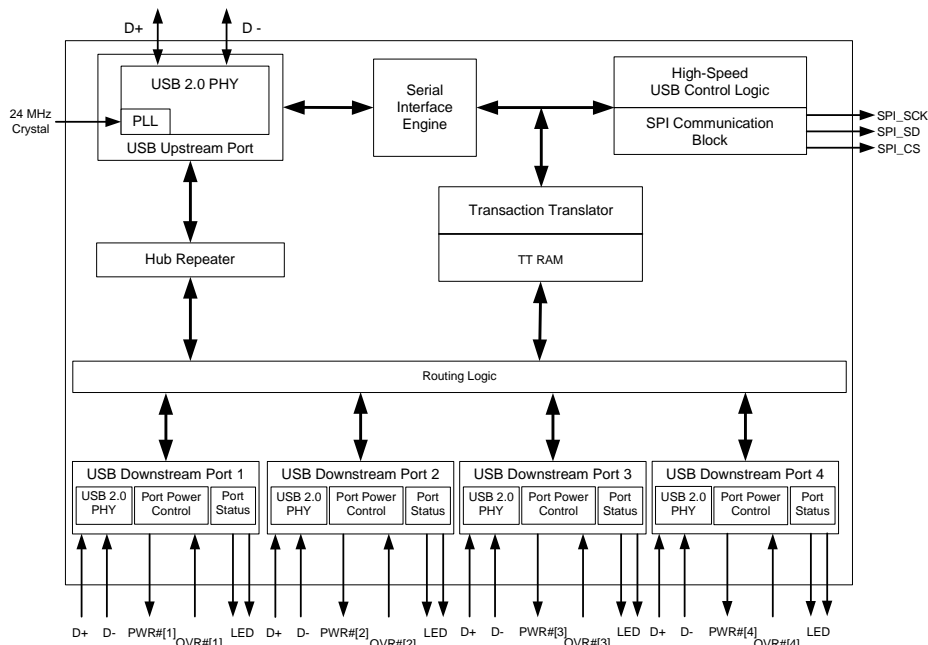 D+
D -
USB 2.0 PHY
PLL
USB Upstream Port
24 MHz
Crystal
Serial
Interface
Engine
High-Speed
USB Control Logic
SPI Communication
Block
SPI_SCK
SPI_SD
SPI_CS
Transaction Translator
TT RAM
Hub Repeater
Routing Logic
USB Downstream Port 1
USB 2.0
PHY
Port Power
Control
Port
Status
USB Downstream Port 2
USB 2.0
PHY
Port Power
Control
Port
Status
USB Downstream Port 3
USB 2.0
PHY
Port Power
Control
Port
Status
USB Downstream Port 4
USB 2.0
PHY
Port Power
Control
Port
Status
D+
D-
PWR#[1]
OVR#[1]
LED
D+
D-
PWR#[2]
OVR#[2]
LED
D+
D-
PWR#[3]
OVR#[3]
LED
D+
D-
PWR#[4]
OVR#[4]
LED